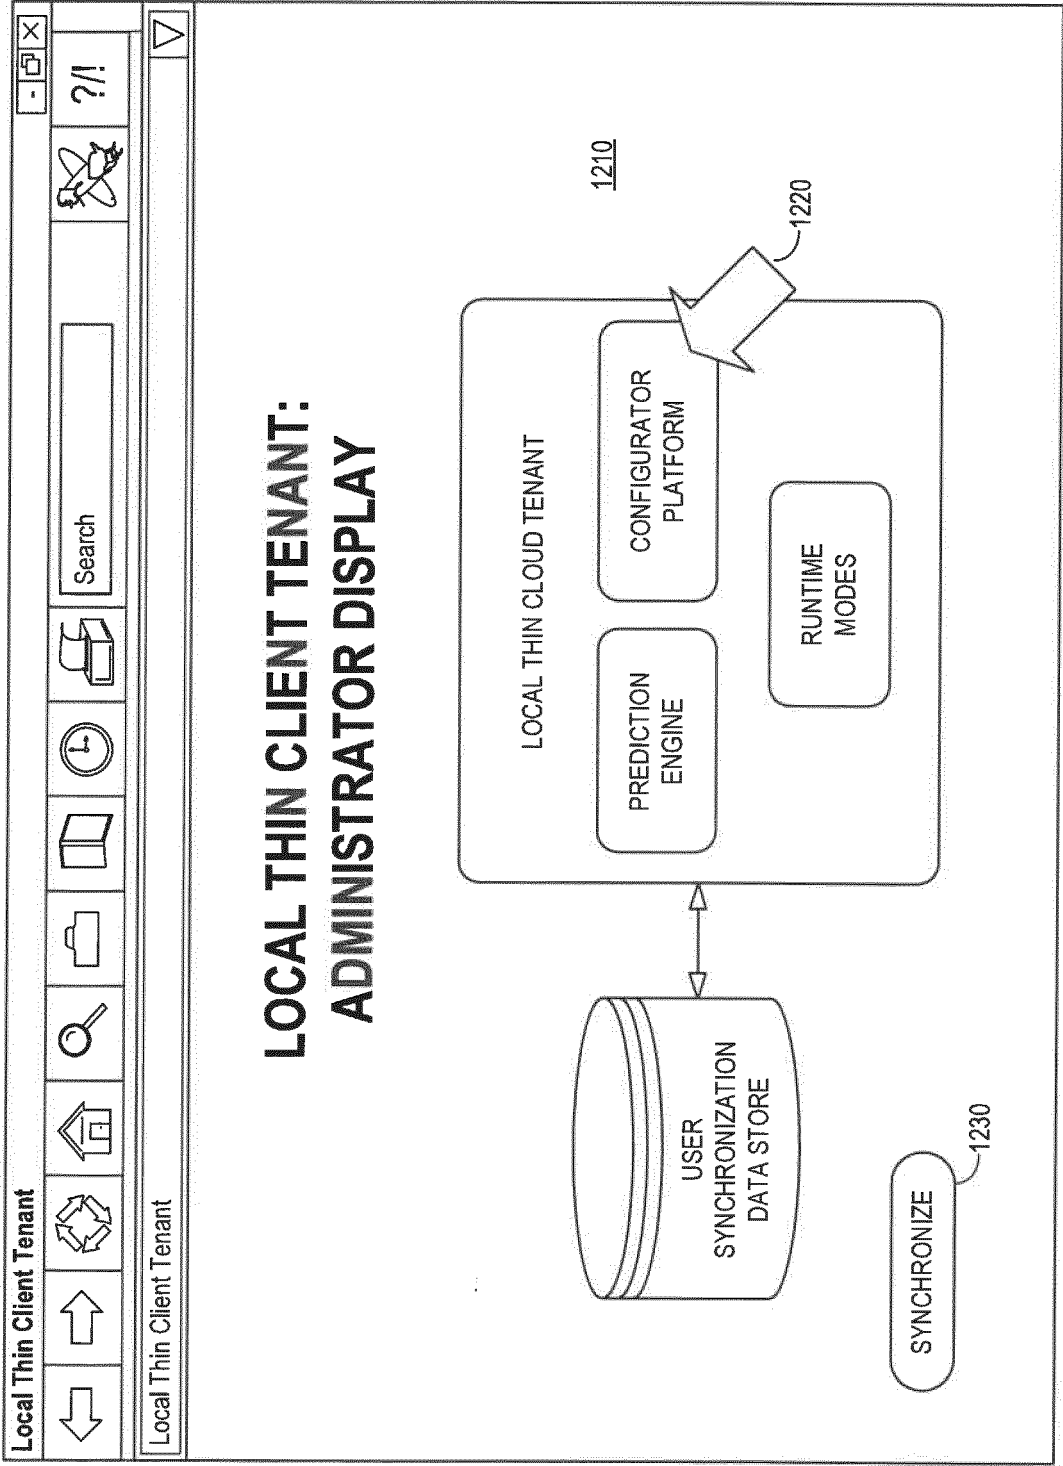 Local Thin Client Tenant
- X
Search
?/!
Local Thin Client Tenant
LOCAL THIN CLIENT TENANT:
ADMINISTRATOR DISPLAY
1210
LOCAL THIN CLOUD TENANT
PREDICTION
ENGINE
CONFIGURATOR
PLATFORM
RUNTIME
MODES
1220
USER
SYNCHRONIZATION
DATA STORE
SYNCHRONIZE
1230